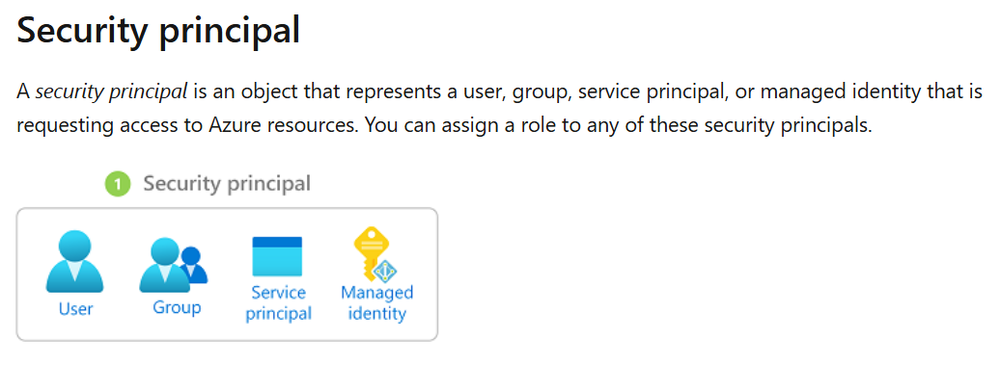 Security principal
A security principal is an object that represents a user, group, service principal, or managed identity that is
requesting access to Azure resources. You can assign a role to any of these security principals.
1 Security principal
User
Group
Service
principal
Managed
identity